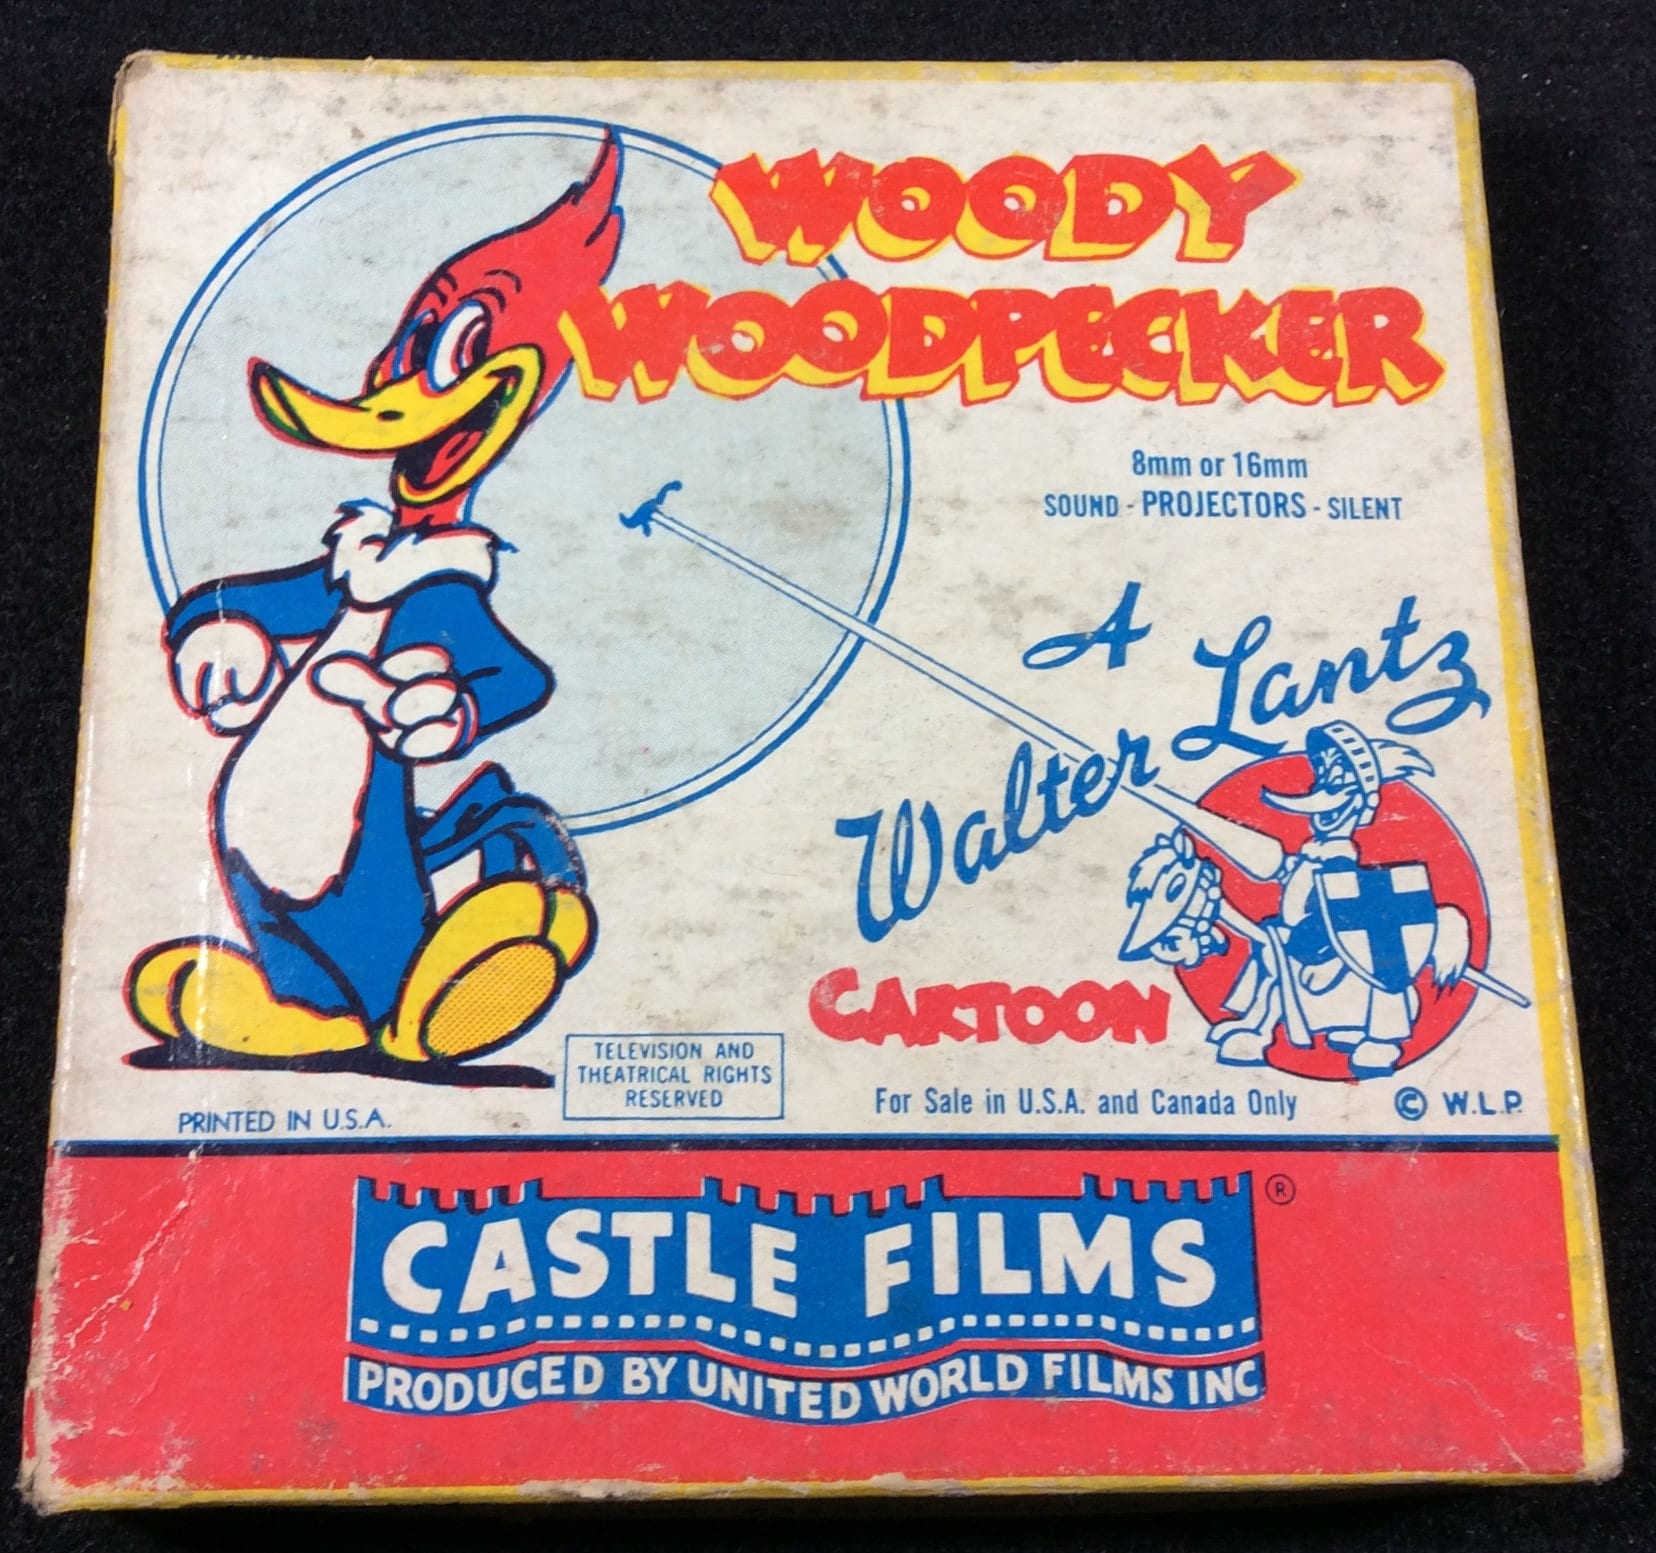 WOODY
WOODPECKER
8mm or 16mm
SOUND - PROJECTORS - SILENT
A
Walter Lantz
CARTOON
TELEVISION AND
THEATRICAL RIGHTS
RESERVED
For Sale in U.S.A. and Canada Only
© W.L.P.
PRINTED IN U.S.A.
CASTLE FILMS ®
PRODUCED BY UNITED WORLD FILMS INC